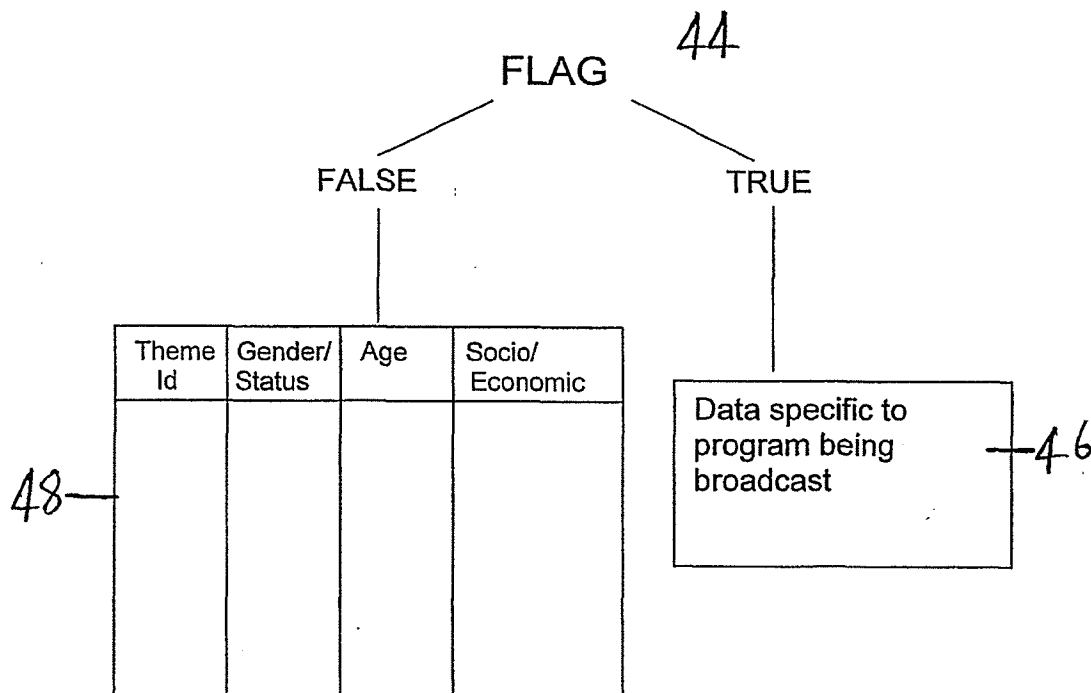 44
FLAG
FALSE
TRUE
Theme Id
Gender/ Status
Age
Socio/ Economic
Data specific to
program being
broadcast
46
48